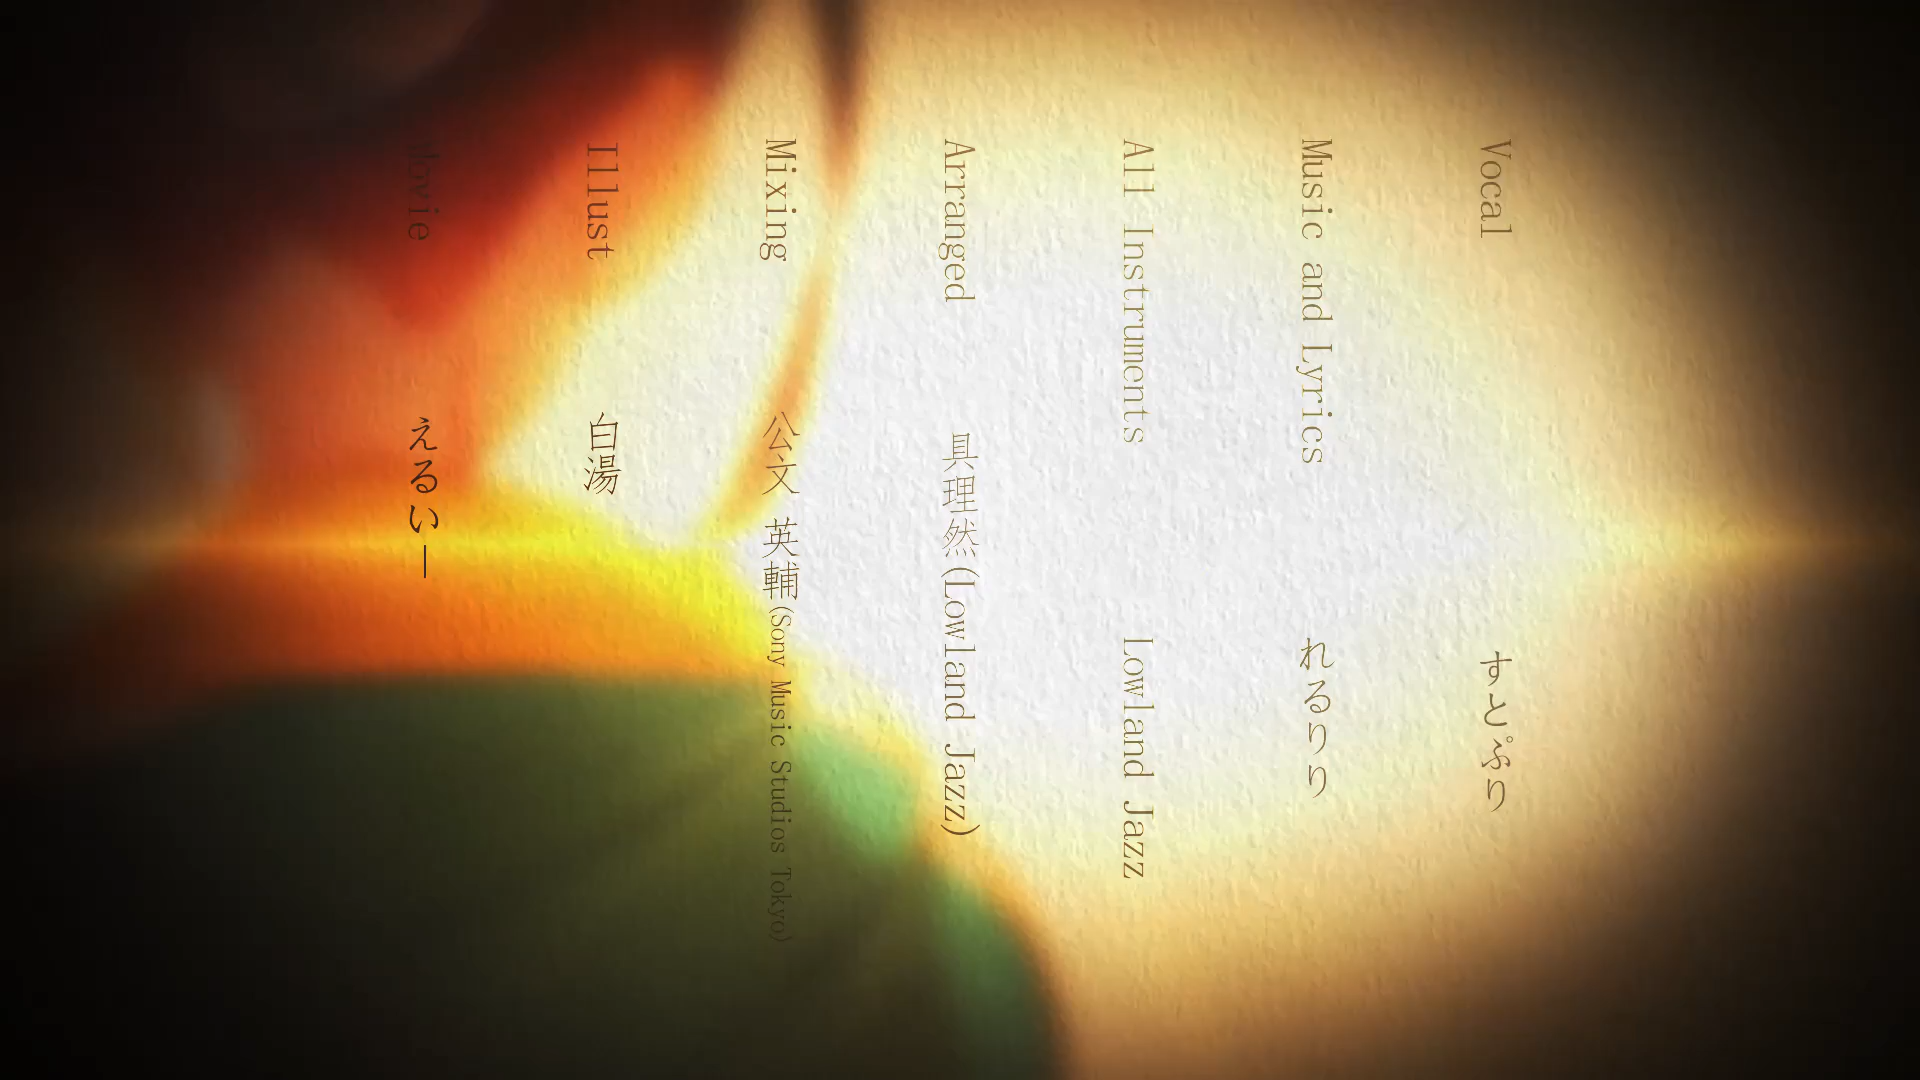 Vocal すとぷり
Music and Lyrics れるりり
All Instruments Lowland Jazz
Arranged 具理然(Lowland Jazz)
Mixing 公文 英輔(Sony Music Studios Tokyo)
Illust 白湯
Movie えるいー